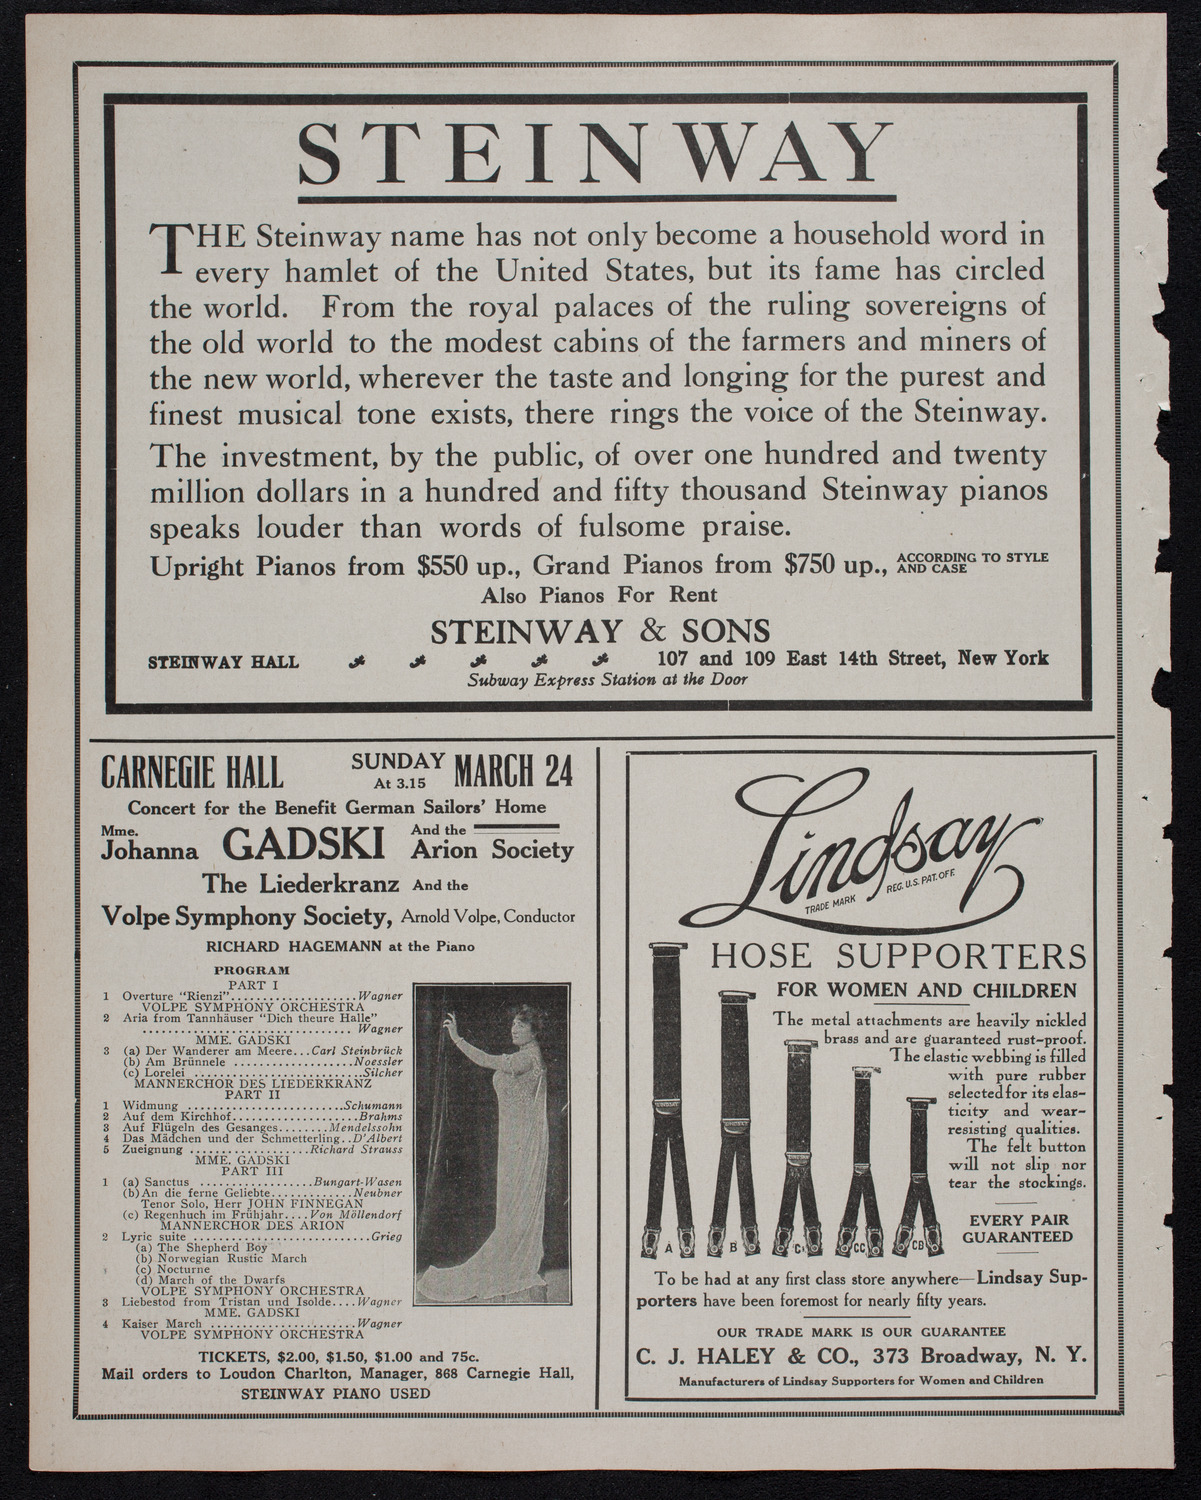 STEINWAY
THE Steinway name has not only become a household word in
every hamlet of the United States, but its fame has circled
the world. From the royal palaces of the ruling sovereigns of
the old world to the modest cabins of the farmers and miners of
the new world, wherever the taste and longing for the purest and
finest musical tone exists, there rings the voice of the Steinway.
The investment, by the public, of over one hundred and twenty
million dollars in a hundred and fifty thousand Steinway pianos
speaks louder than words of fulsome praise.
Upright Pianos from $550 up., Grand Pianos from $750 up., ACCORDING TO STYLE AND CASE
Also Pianos For Rent
STEINWAY & SONS
STEINWAY HALL 107 and 109 East 14th Street, New York
Subway Express Station at the Door
CARNEGIE HALL SUNDAY At 3.15 MARCH 24
Concert for the Benefit German Sailors' Home
Mme. Johanna GADSKI And the Arion Society
The Liederkranz And the
Volpe Symphony Society, Arnold Volpe, Conductor
RICHARD HAGEMANN at the Piano
PROGRAM
PART I
1 Overture "Rienzi"...................Wagner
VOLPE SYMPHONY ORCHESTRA
2 Aria from Tannhäuser "Dich theure Halle"
................................ Wagner
MME. GADSKI
3 (a) Der Wanderer am Meere...Carl Steinbrück
(b) Am Brünnele ..................Noessler
(c) Lorelei ..........................Silcher
MANNERCHOR DES LIEDERKRANZ
PART II
1 Widmung ........................Schumann
2 Auf dem Kirchhof....................Brahms
3 Auf Flügeln des Gesanges........Mendelssohn
4 Das Mädchen und der Schmetterling..D'Albert
5 Zueignung ...................Richard Strauss
MME. GADSKI
PART III
1 (a) Sanctus ..................Bungart-Wasen
(b) An die ferne Geliebte.............Neubner
Tenor Solo, Herr JOHN FINNEGAN
(c) Regenhuch im Frühjahr....Von Möllendorf
MANNERCHOR DES ARION
2 Lyric suite ............................Grieg
(a) The Shepherd Boy
(b) Norwegian Rustic March
(c) Nocturne
(d) March of the Dwarfs
VOLPE SYMPHONY ORCHESTRA
3 Liebestod from Tristan und Isolde....Wagner
MME. GADSKI
4 Kaiser March .......................Wagner
VOLPE SYMPHONY ORCHESTRA
TICKETS, $2.00, $1.50, $1.00 and 75c.
Mail orders to Loudon Charlton, Manager, 868 Carnegie Hall,
STEINWAY PIANO USED
Lindsay
TRADE MARK REG. U.S. PAT. OFF.
HOSE SUPPORTERS
FOR WOMEN AND CHILDREN
The metal attachments are heavily nickled
brass and are guaranteed rust-proof.
The elastic webbing is filled
with pure rubber
selected for its elas-
ticity and wear-
resisting qualities.
The felt button
will not slip nor
tear the stockings.
EVERY PAIR
GUARANTEED
A B C CC CB
To be had at any first class store anywhere—Lindsay Sup-
porters have been foremost for nearly fifty years.
OUR TRADE MARK IS OUR GUARANTEE
C. J. HALEY & CO., 373 Broadway, N. Y.
Manufacturers of Lindsay Supporters for Women and Children